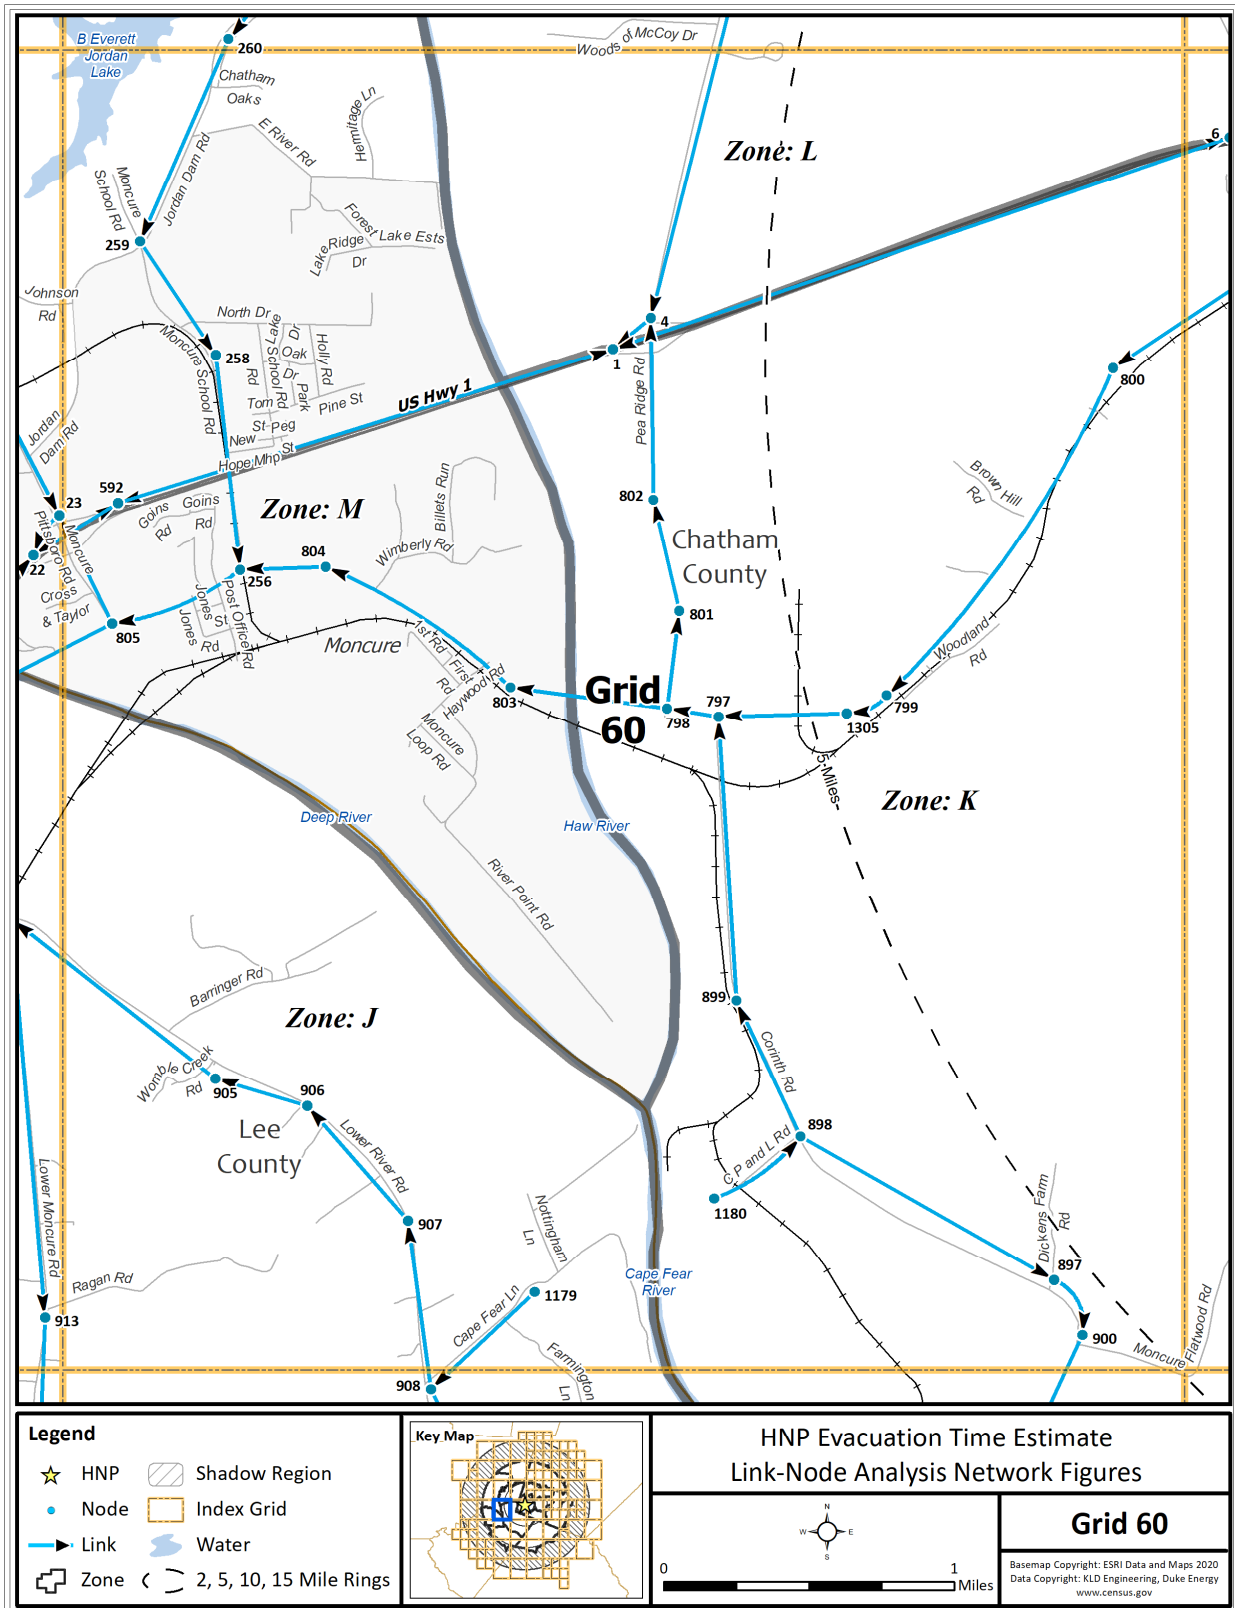 B Everett
Jordan
Lake
260
Woods of McCoy Dr
Chatham
Oaks
Hermitage Ln
E River Rd
Jordan Dam Rd
Moncure
School Rd
Zone: L
6
259
Forest
Lake Ests
Lake
Ridge
Dr
Johnson
Rd
North Dr
4
1
Moncure School Rd
258
Rd
S Lake
School Rd
Dr
Oak
Dr
Park
Holly Rd
Tom
Pine St
St
Peg
New
Hope Mhp
St
US Hwy 1
Pea Ridge Rd
800
Jordan
Dam Rd
Brown Hill
Rd
592
23
802
Goins
Rd
Goins
Rd
Zone: M
Billets Run
Wimberly Rd
Pittsboro Rd
Moncure
22
804
256
Chatham
County
Cross
& Taylor
805
Jones
St
Jones
Rd
Post Office Rd
801
Moncure
1st Rd
First
Rd
Haywood Rd
Woodland
Rd
803
Grid
60
798
797
1305
799
Moncure
Loop Rd
5 Miles
Zone: K
Deep River
Haw River
River Point Rd
Barringer Rd
899
Zone: J
Corinth Rd
Womble Creek
Rd
905
906
898
Lee
County
Lower River Rd
C P and L Rd
1180
Lower Moncure Rd
907
Nottingham
Ln
Dickens Farm
Rd
897
Ragan Rd
Cape Fear
River
1179
913
Cape Fear Ln
900
Moncure Flatwood Rd
Farmington
Ln
908
Legend
HNP
Shadow Region
Node
Index Grid
Link
Water
Zone
2, 5, 10, 15 Mile Rings
Key Map
HNP Evacuation Time Estimate
Link-Node Analysis Network Figures
N
W E
S
0 1
Miles
Grid 60
Basemap Copyright: ESRI Data and Maps 2020
Data Copyright: KLD Engineering, Duke Energy
www.census.gov